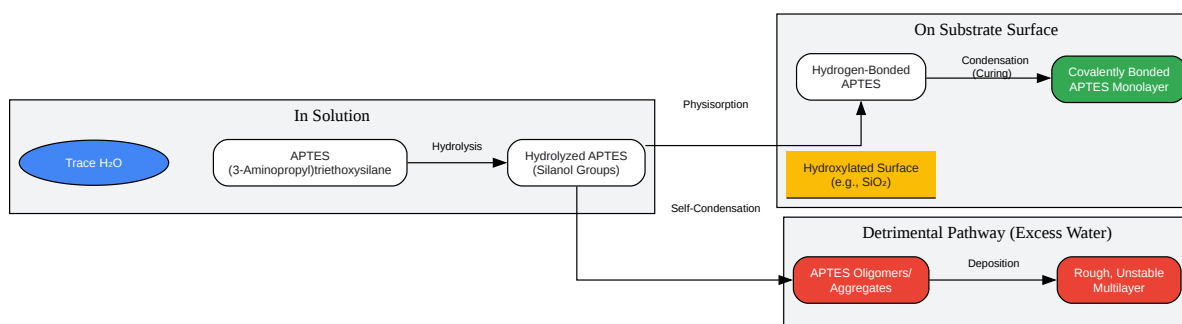 On Substrate Surface
Hydrogen-Bonded
APTES
Condensation
(Curing)
Covalently Bonded
APTES Monolayer
Physisorption
In Solution
Trace H₂O
APTES
(3-Aminopropyl)triethoxysilane
Hydrolysis
Hydrolyzed APTES
(Silanol Groups)
Hydroxylated Surface
(e.g., SiO₂)
Self-Condensation
Detrimental Pathway (Excess Water)
APTES Oligomers/
Aggregates
Deposition
Rough, Unstable
Multilayer